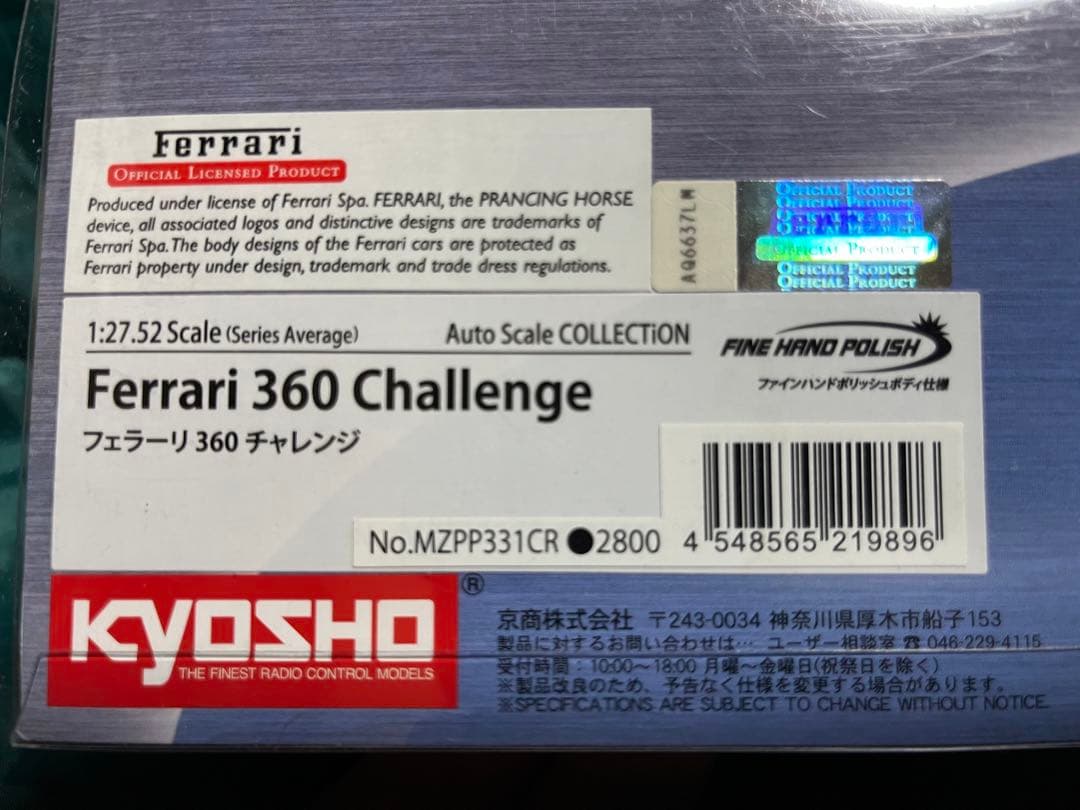 Ferrari
OFFICIAL LICENSED PRODUCT
Produced under license of Ferrari Spa. FERRARI, the PRANCING HORSE
device, all associated logos and distinctive designs are trademarks of
Ferrari Spa. The body designs of the Ferrari cars are protected as
Ferrari property under design, trademark and trade dress regulations.
AQ6637LM
OFFICIAL PRODUCT
OFFICIAL PRODUCT
OFFICIAL PRODUCT
OFFICIAL PRODUCT
OFFICIAL PRODUCT
1:27.52 Scale (Series Average)
Auto Scale COLLECTiON
FINE HAND POLISH
ファインハンドポリッシュボディ仕様
Ferrari 360 Challenge
フェラーリ 360 チャレンジ
No.MZPP331CR ●2800
4 548565 219896
KYOSHO ®
THE FINEST RADIO CONTROL MODELS
京商株式会社 〒243-0034 神奈川県厚木市船子153
製品に対するお問い合わせは… ユーザー相談室 ☎ 046-229-4115
受付時間：10:00～18:00 月曜～金曜日(祝祭日を除く)
※製品改良のため、予告なく仕様を変更する場合があります。
※SPECIFICATIONS ARE SUBJECT TO CHANGE WITHOUT NOTICE.